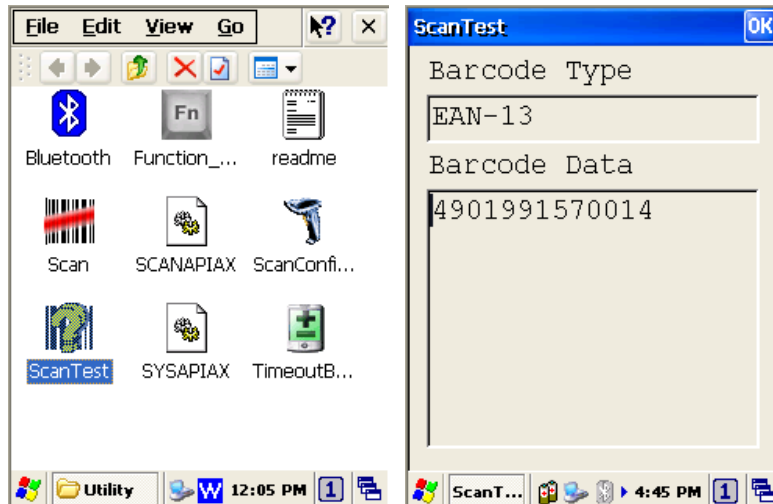 File Edit View Go
Fn
Bluetooth Function_... readme
Scan SCANAPIAX ScanConfi...
ScanTest SYSAPIAX TimeoutB...
Utility W 12:05 PM 1
ScanTest OK
Barcode Type
EAN-13
Barcode Data
4901991570014
ScanT... 4:45 PM 1